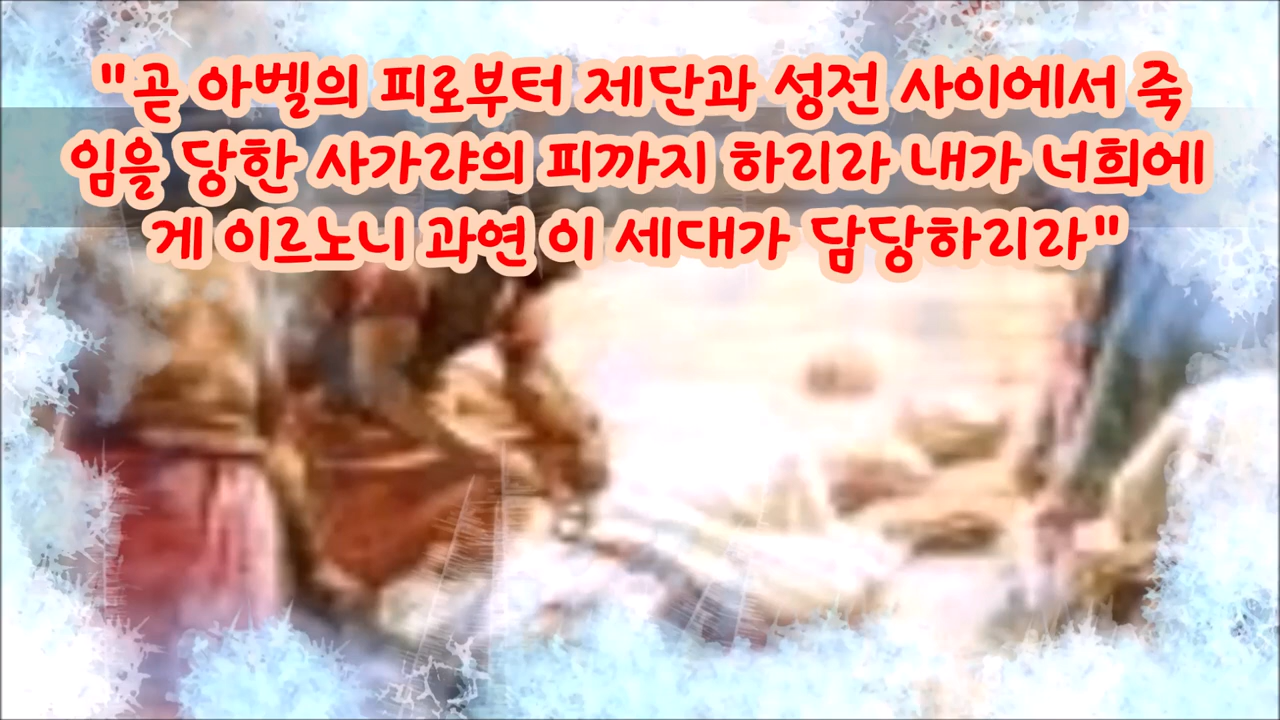 "곧 아벨의 피로부터 제단과 성전 사이에서 죽
임을 당한 사가랴의 피까지 하리라 내가 너희에
게 이르노니 과연 이 세대가 담당하리라"